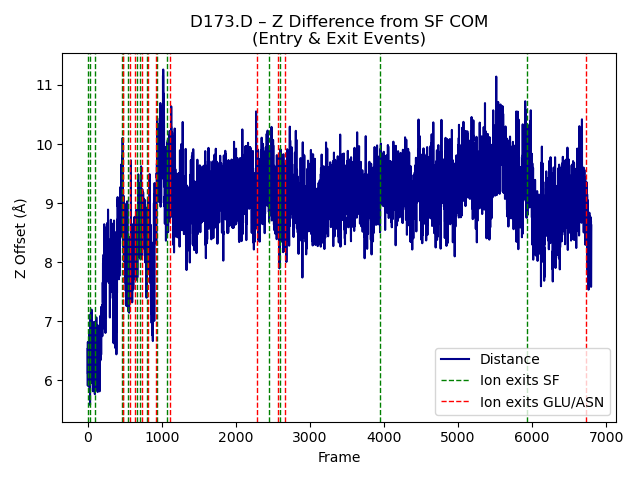 D173.D – Z Difference from SF COM
(Entry & Exit Events)
11
10
9
8
7
6
Z Offset (Å)
Distance
Ion exits SF
Ion exits GLU/ASN
0 1000 2000 3000 4000 5000 6000 7000
Frame